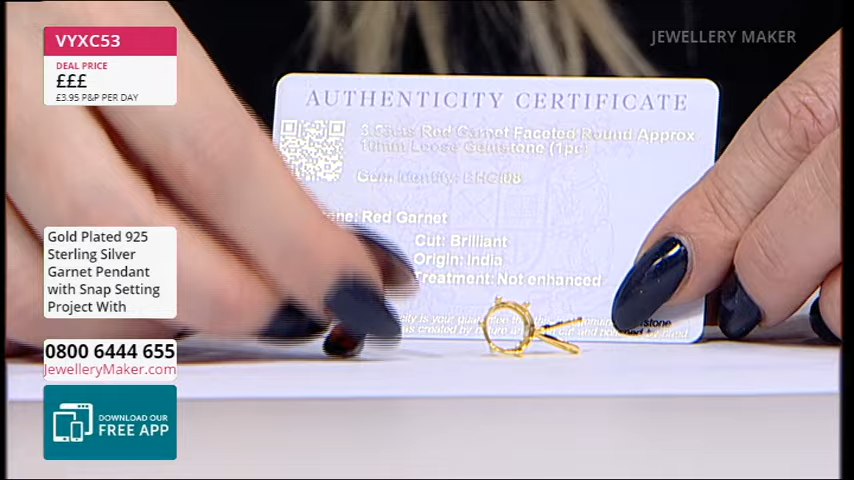 VYXC53
DEAL PRICE
£££
£3.95 P&P PER DAY
JEWELLERY MAKER
AUTHENTICITY CERTIFICATE
Red Garnet Faceted Round Approx
10mm Loose Gemstone (1pc)
Gem Identity:
Red Garnet
Cut: Brilliant
Origin: India
Treatment: Not enhanced
Gold Plated 925
Sterling Silver
Garnet Pendant
with Snap Setting
Project With
0800 6444 655
JewelleryMaker.com
DOWNLOAD OUR
FREE APP